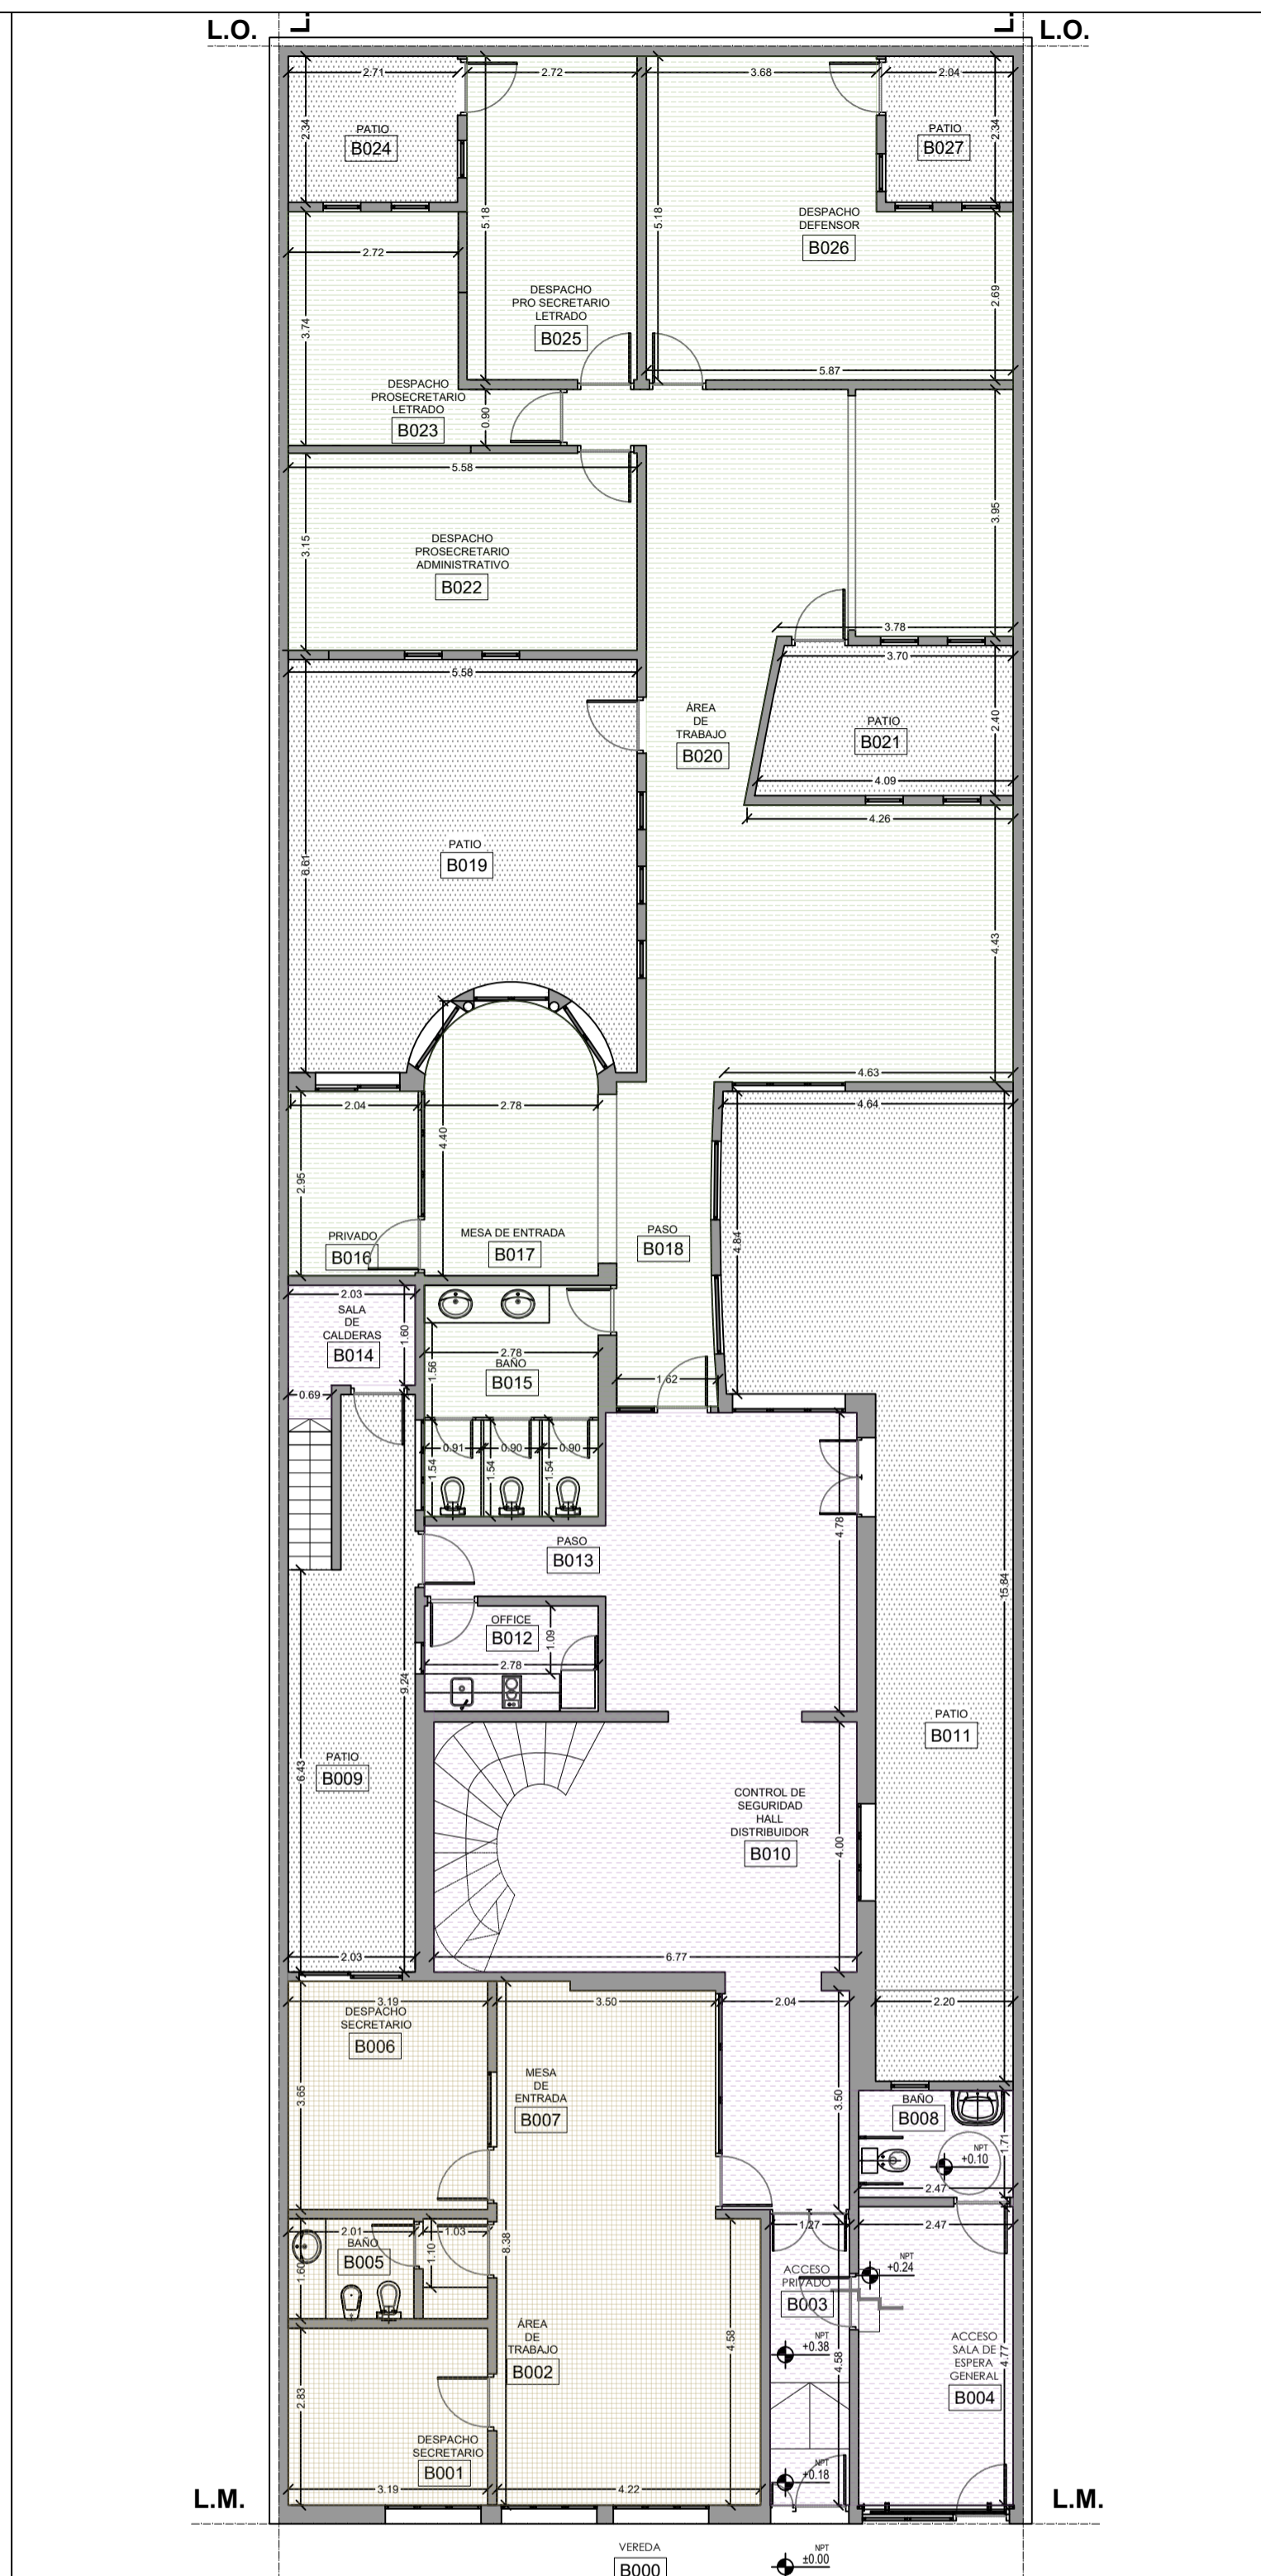 L.
L.
L.O.
L.O.
2.71
2.72
3.68
2.04
2.34
PATIO
B024
PATIO
B027
2.34
5.18
5.18
DESPACHO
DEFENSOR
B026
2.72
2.69
DESPACHO
PRO SECRETARIO
LETRADO
B025
3.74
5.87
DESPACHO
PROSECRETARIO
LETRADO
B023
0.90
5.58
3.95
3.15
DESPACHO
PROSECRETARIO
ADMINISTRATIVO
B022
3.78
3.70
5.58
ÁREA
DE
TRABAJO
B020
PATIO
B021
2.40
4.09
4.26
PATIO
B019
6.61
4.43
4.63
2.04
2.78
4.64
4.40
2.95
PRIVADO
B016
MESA DE ENTRADA
B017
PASO
B018
4.84
2.03
SALA
DE
CALDERAS
B014
1.60
2.78
BAÑO
B015
1.56
0.69
1.62
0.91
0.90
0.90
1.54
1.54
1.54
4.78
PASO
B013
15.84
OFFICE
B012
1.09
2.78
9.24
PATIO
B009
6.43
PATIO
B011
CONTROL DE
SEGURIDAD
HALL
DISTRIBUIDOR
B010
4.00
2.03
6.77
3.19
3.50
2.04
2.20
DESPACHO
SECRETARIO
B006
MESA
DE
ENTRADA
B007
3.65
3.50
BAÑO
B008
1.71
NPT
+0.10
2.47
2.01
1.03
1.27
2.47
BAÑO
B005
1.60
1.10
8.38
NPT
+0.24
ACCESO
PRIVADO
B003
ÁREA
DE
TRABAJO
B002
4.58
NPT
+0.38
4.58
ACCESO
SALA DE
ESPERA
GENERAL
B004
4.77
2.83
DESPACHO
SECRETARIO
B001
NPT
+0.18
3.19
4.22
L.M.
L.M.
VEREDA
B000
NPT
±0.00